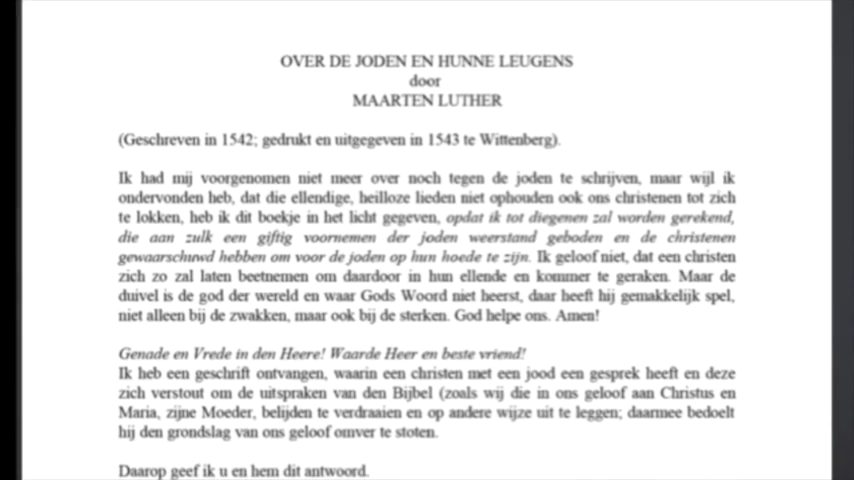 OVER DE JODEN EN HUNNE LEUGENS
door
MAARTEN LUTHER
(Geschreven in 1542; gedrukt en uitgegeven in 1543 te Wittenberg).
Ik had mij voorgenomen niet meer over noch tegen de joden te schrijven, maar wijl ik
ondervonden heb, dat die ellendige, heilloze lieden niet ophouden ook ons christenen tot zich
te lokken, heb ik dit boekje in het licht gegeven, opdat ik tot diegenen zal worden gerekend,
die aan zulk een giftig voornemen der joden weerstand geboden en de christenen
gewaarschuwd hebben om voor de joden op hun hoede te zijn. Ik geloof niet, dat een christen
zich zo zal laten beetnemen om daardoor in hun ellende en kommer te geraken. Maar de
duivel is de god der wereld en waar Gods Woord niet heerst, daar heeft hij gemakkelijk spel,
niet alleen bij de zwakken, maar ook bij de sterken. God helpe ons. Amen!
Genade en Vrede in den Heere! Waarde Heer en beste vriend!
Ik heb een geschrift ontvangen, waarin een christen met een jood een gesprek heeft en deze
zich verstout om de uitspraken van den Bijbel (zoals wij die in ons geloof aan Christus en
Maria, zijne Moeder, belijden te verdraaien en op andere wijze uit te leggen; daarmee bedoelt
hij den grondslag van ons geloof omver te stoten.
Daarop geef ik u en hem dit antwoord.